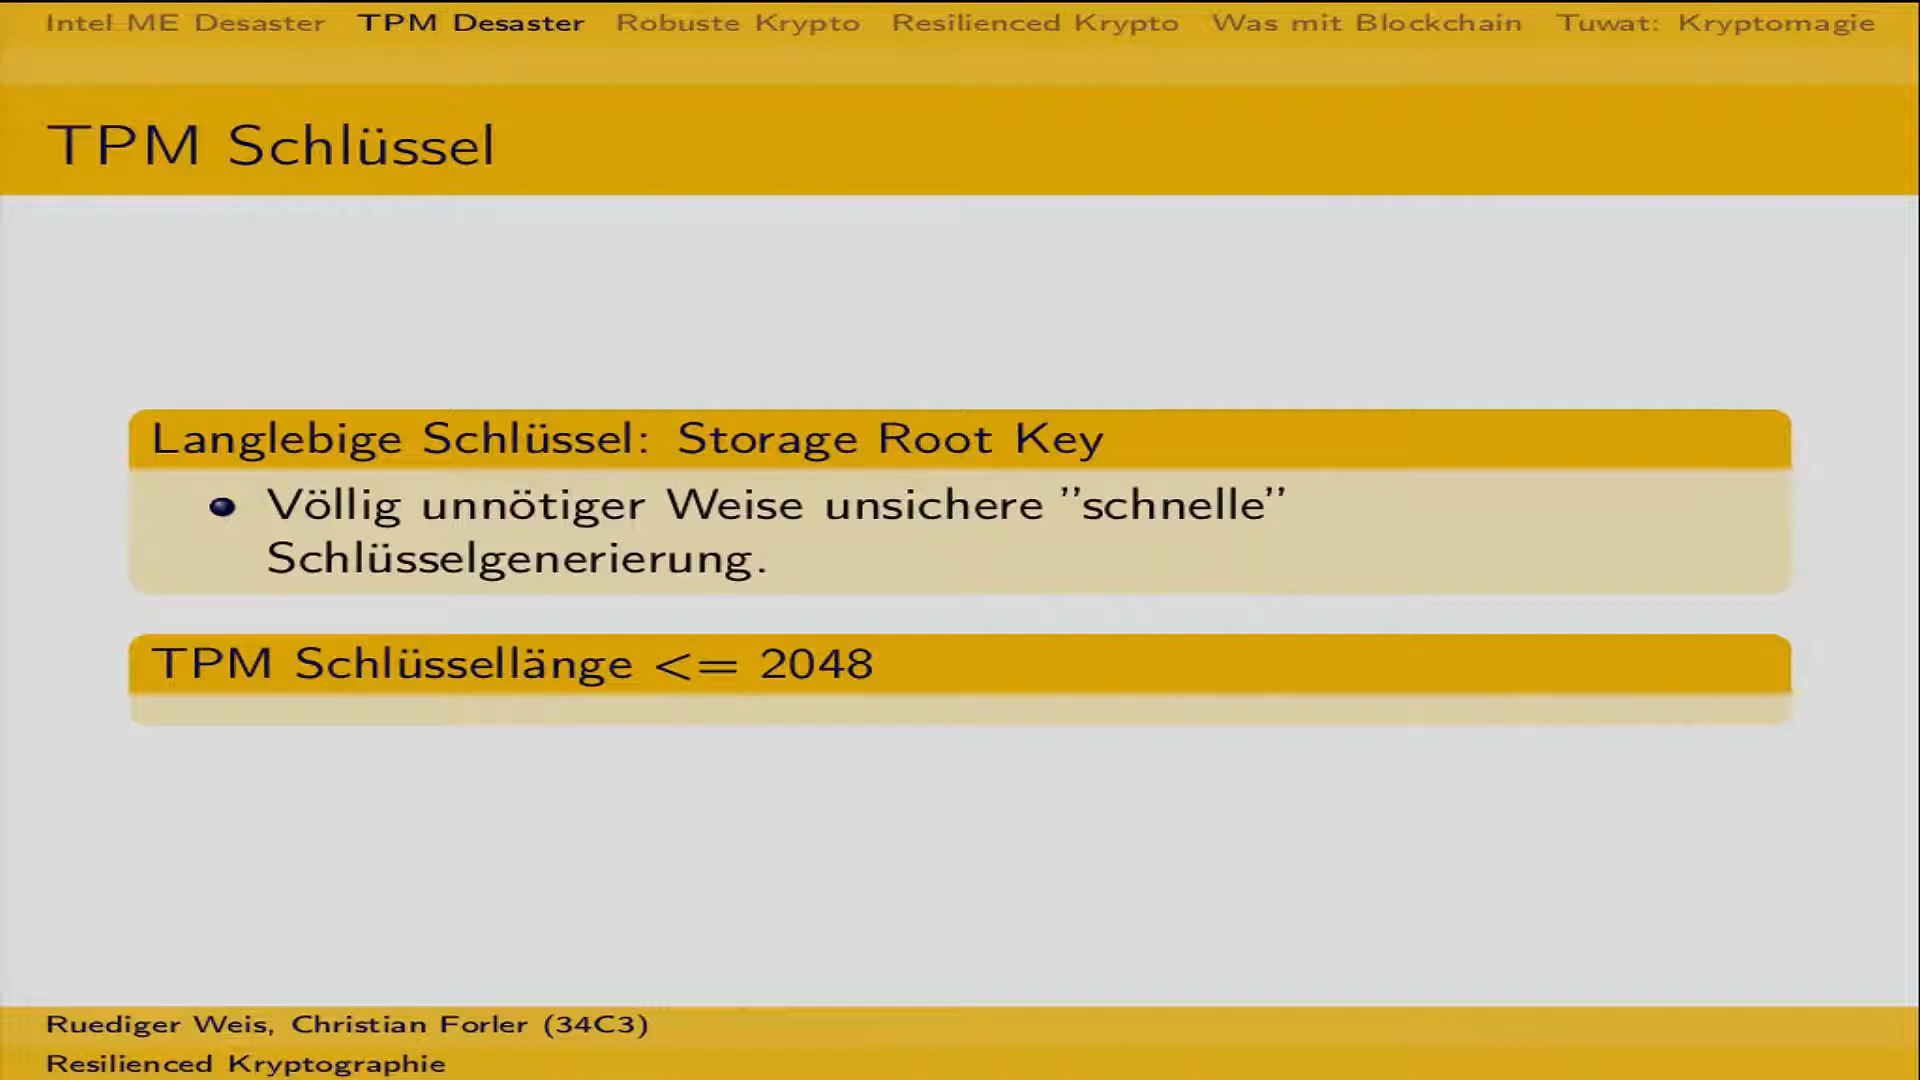 Intel ME Desaster TPM Desaster Robuste Krypto Resilienced Krypto Was mit Blockchain Tuwat: Kryptomagie
TPM Schlüssel
Langlebige Schlüssel: Storage Root Key
Völlig unnötiger Weise unsichere ”schnelle”
Schlüsselgenerierung.
TPM Schlüssellänge <= 2048
Ruediger Weis, Christian Forler (34C3)
Resilienced Kryptographie